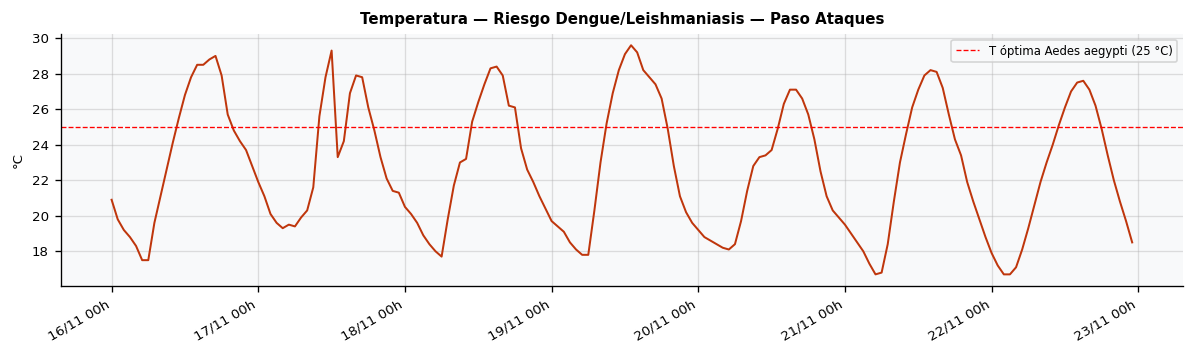 Temperatura — Riesgo Dengue/Leishmaniasis — Paso Ataques
T óptima Aedes aegypti (25 °C)
°C
30
28
26
24
22
20
18
16/11 00h
17/11 00h
18/11 00h
19/11 00h
20/11 00h
21/11 00h
22/11 00h
23/11 00h